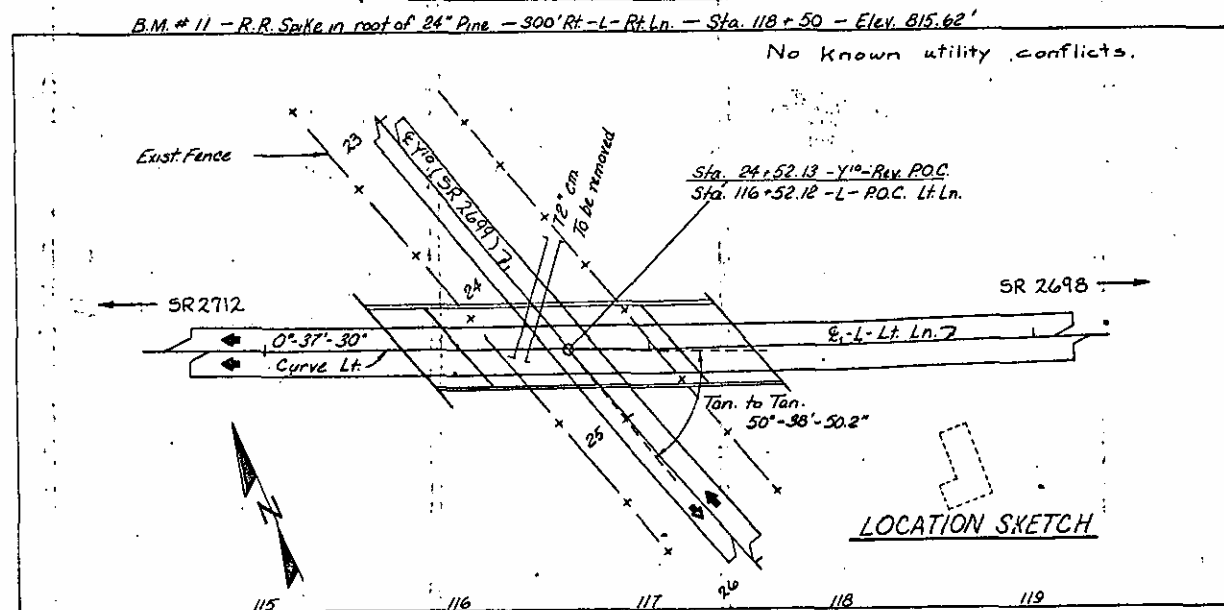 B.M. # 11 - R.R. Spike in root of 24" Pine - 300' Rt. -L- Rt. Ln. - Sta. 118 + 50 - Elev. 815.62'
No known utility conflicts.
Exist. Fence
23
℄ Y10 (SR 2699)
72" cm
To be removed
Sta. 24+52.13 -Y10- Rev. P.O.C.
Sta. 116+52.12 -L- P.O.C. Lt. Ln.
24
SR 2712
SR 2698
0°-37'-30"
Curve Lt.
℄ -L- Lt. Ln.
Tan. to Tan.
50°-38'-50.2"
25
LOCATION SKETCH
26
115 116 117 118 119
N